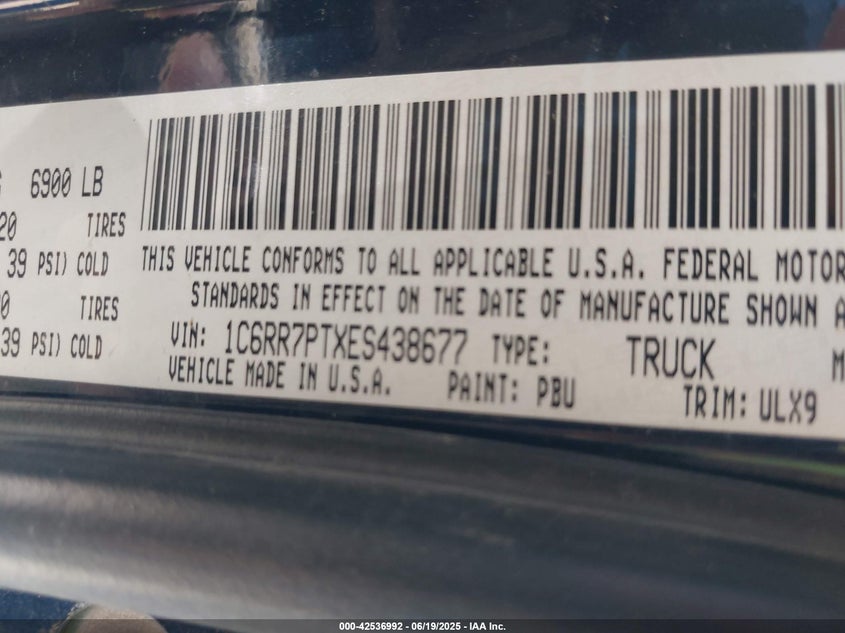 6900 LB
20 TIRES
39 PSI) COLD
0 TIRES
39 PSI) COLD
THIS VEHICLE CONFORMS TO ALL APPLICABLE U.S.A. FEDERAL MOTOR
STANDARDS IN EFFECT ON THE DATE OF MANUFACTURE SHOWN A
VIN: 1C6RR7PTXES438677 TYPE: TRUCK M
VEHICLE MADE IN U.S.A. PAINT: PBU TRIM: ULX9
000-42536992 - 06/19/2025 - IAA Inc.